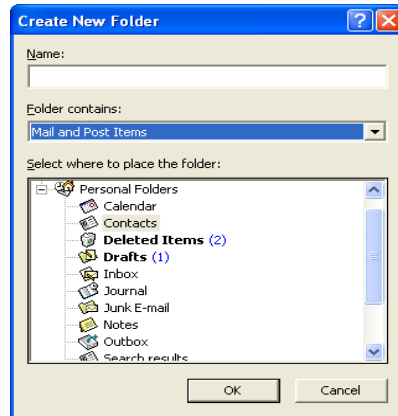 Create New Folder
Name:
Folder contains:
Mail and Post Items
Select where to place the folder:
Personal Folders
Calendar
Contacts
Deleted Items (2)
Drafts (1)
Inbox
Journal
Junk E-mail
Notes
Outbox
Search results
OK Cancel